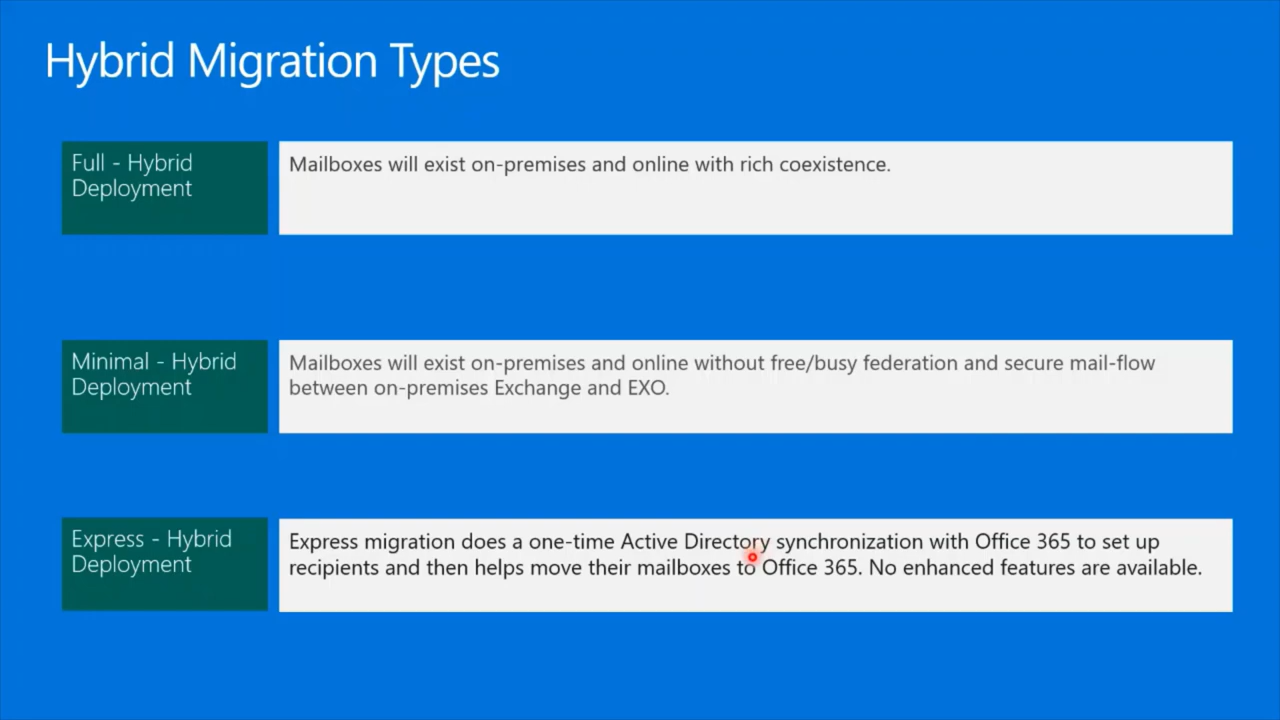 Hybrid Migration Types
Full - Hybrid
Deployment
Mailboxes will exist on-premises and online with rich coexistence.
Minimal - Hybrid
Deployment
Mailboxes will exist on-premises and online without free/busy federation and secure mail-flow
between on-premises Exchange and EXO.
Express - Hybrid
Deployment
Express migration does a one-time Active Directory synchronization with Office 365 to set up
recipients and then helps move their mailboxes to Office 365. No enhanced features are available.